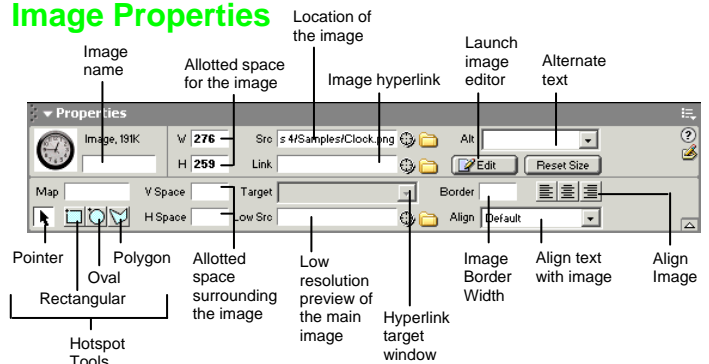 Image Properties
Location of
the image
Image
name
Allotted space
for the image
Image hyperlink
Launch
image
editor
Alternate
text
Properties
Image, 191K
W 276
Src s 4/Samples/Clock.png
Alt
H 259
Link
Edit
Reset Size
Map
V Space
Target
Border
H Space
Low Src
Align Default
Pointer
Oval
Polygon
Rectangular
Hotspot
Tools
Allotted
space
surrounding
the image
Low
resolution
preview of
the main
image
Hyperlink
target
window
Image
Border
Width
Align text
with image
Align
Image